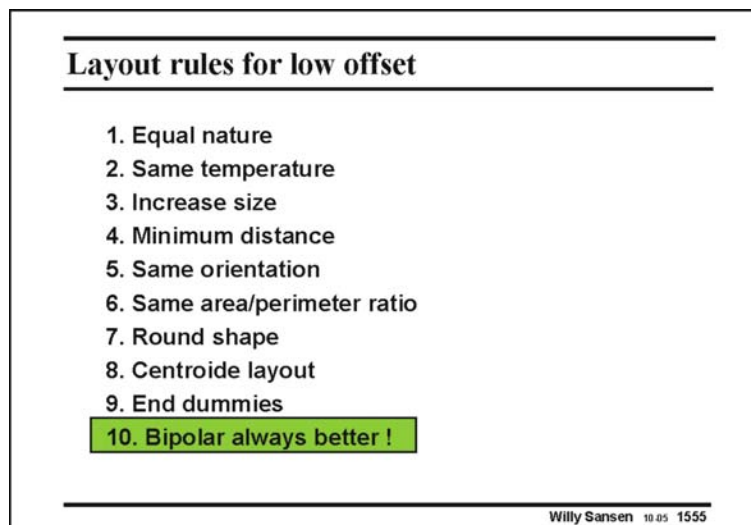 Layout rules for low offset
1. Equal nature
2. Same temperature
3. Increase size
4. Minimum distance
5. Same orientation
6. Same area/perimeter ratio
7. Round shape
8. Centroide layout
9. End dummies
10. Bipolar always better !
Willy Sansen 10-05 1555